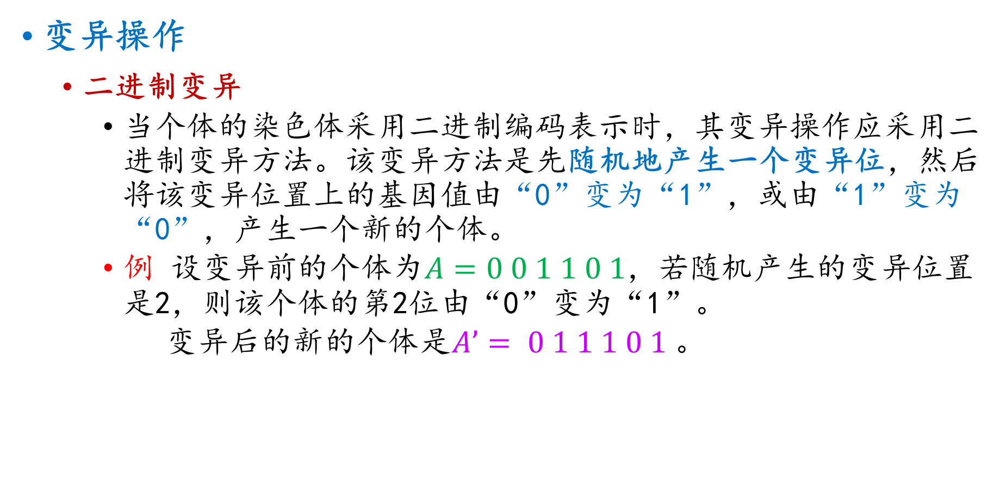 • 变异操作
• 二进制变异
• 当个体的染色体采用二进制编码表示时，其变异操作应采用二
进制变异方法。该变异方法是先随机地产生一个变异位，然后
将该变异位置上的基因值由“0”变为“1”，或由“1”变为
“0”，产生一个新的个体。
• 例 设变异前的个体为A = 0 0 1 1 0 1，若随机产生的变异位置
是2，则该个体的第2位由“0”变为“1”。
变异后的新的个体是A’ = 0 1 1 1 0 1 。